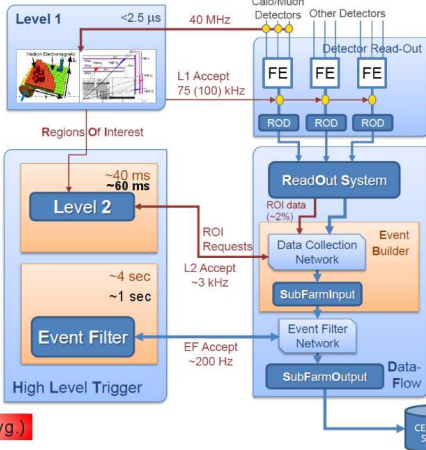 Level 1
<2.5 µs
40 MHz
Calo/Muon
Detectors
Other Detectors
Detector Read-Out
FE
FE
FE
L1 Accept
75 (100) kHz
ROD
ROD
ROD
Regions Of Interest
ReadOut System
~40 ms
~60 ms
Level 2
ROI data
(~2%)
ROI
Requests
Event
Builder
Data Collection
Network
L2 Accept
~3 kHz
SubFarmInput
~4 sec
~1 sec
Event Filter
Event Filter
Network
EF Accept
~200 Hz
SubFarmOutput
Data-
Flow
High Level Trigger